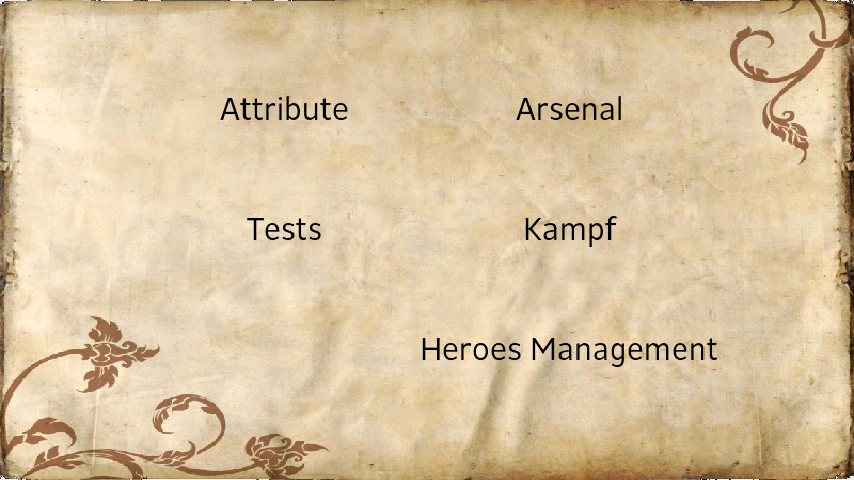 Attribute
Arsenal
Tests
Kampf
Heroes Management